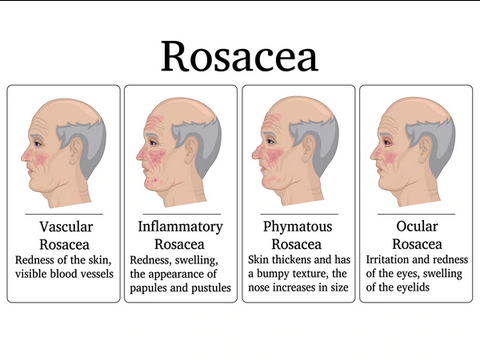 Rosacea
Vascular
Rosacea
Redness of the skin,
visible blood vessels
Inflammatory
Rosacea
Redness, swelling,
the appearance of
papules and pustules
Phymatous
Rosacea
Skin thickens and has
a bumpy texture, the
nose increases in size
Ocular
Rosacea
Irritation and redness
of the eyes, swelling
of the eyelids